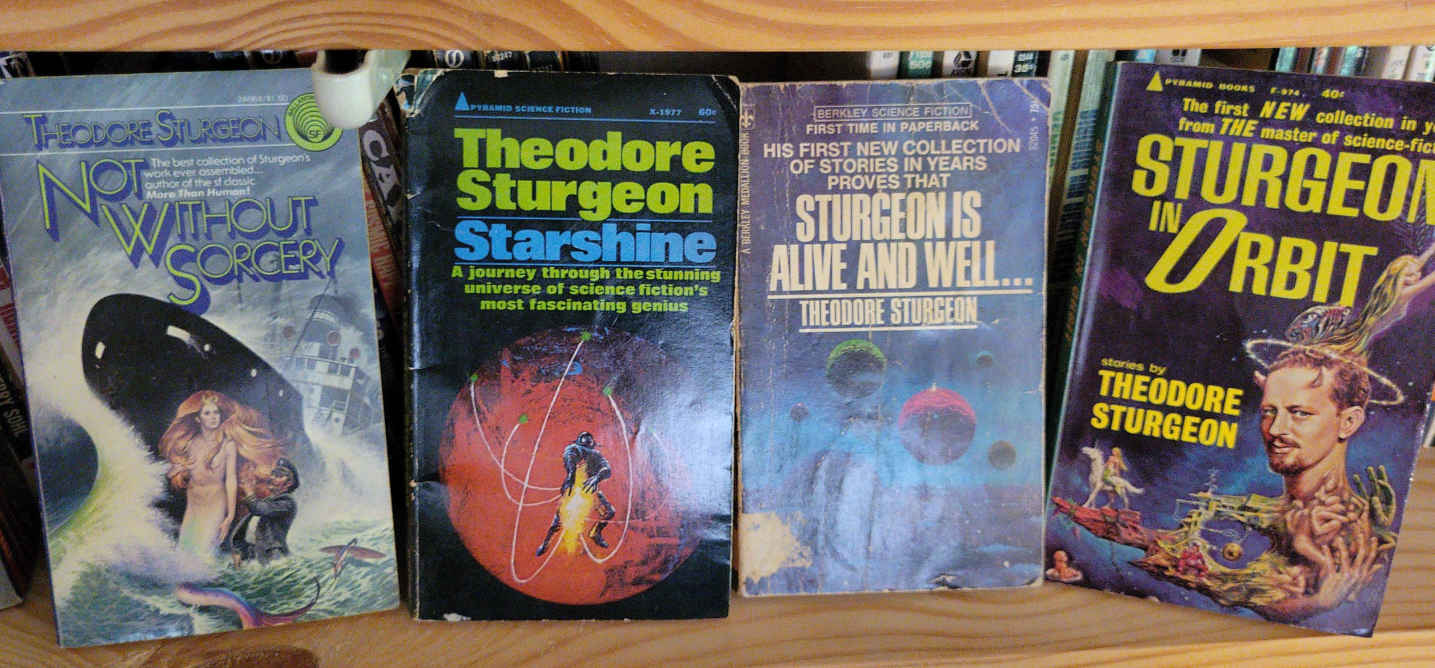 THEODORE STURGEON
SF
NOT
WITHOUT
SORCERY
The best collection of Sturgeon's
work ever assembled...
author of the sf classic
More Than Human!
PYRAMID SCIENCE FICTION
X-1977 60¢
Theodore
Sturgeon
Starshine
A journey through the stunning
universe of science fiction's
most fascinating genius
BERKLEY SCIENCE FICTION
FIRST TIME IN PAPERBACK
HIS FIRST NEW COLLECTION
OF STORIES IN YEARS
PROVES THAT
STURGEON IS
ALIVE AND WELL...
THEODORE STURGEON
A BERKLEY MEDALLION BOOK
PYRAMID BOOKS F-974 40¢
The first NEW collection in
from THE master of science-fict
STURGEON
IN ORBIT
stories by
THEODORE
STURGEON
50¢
35¢